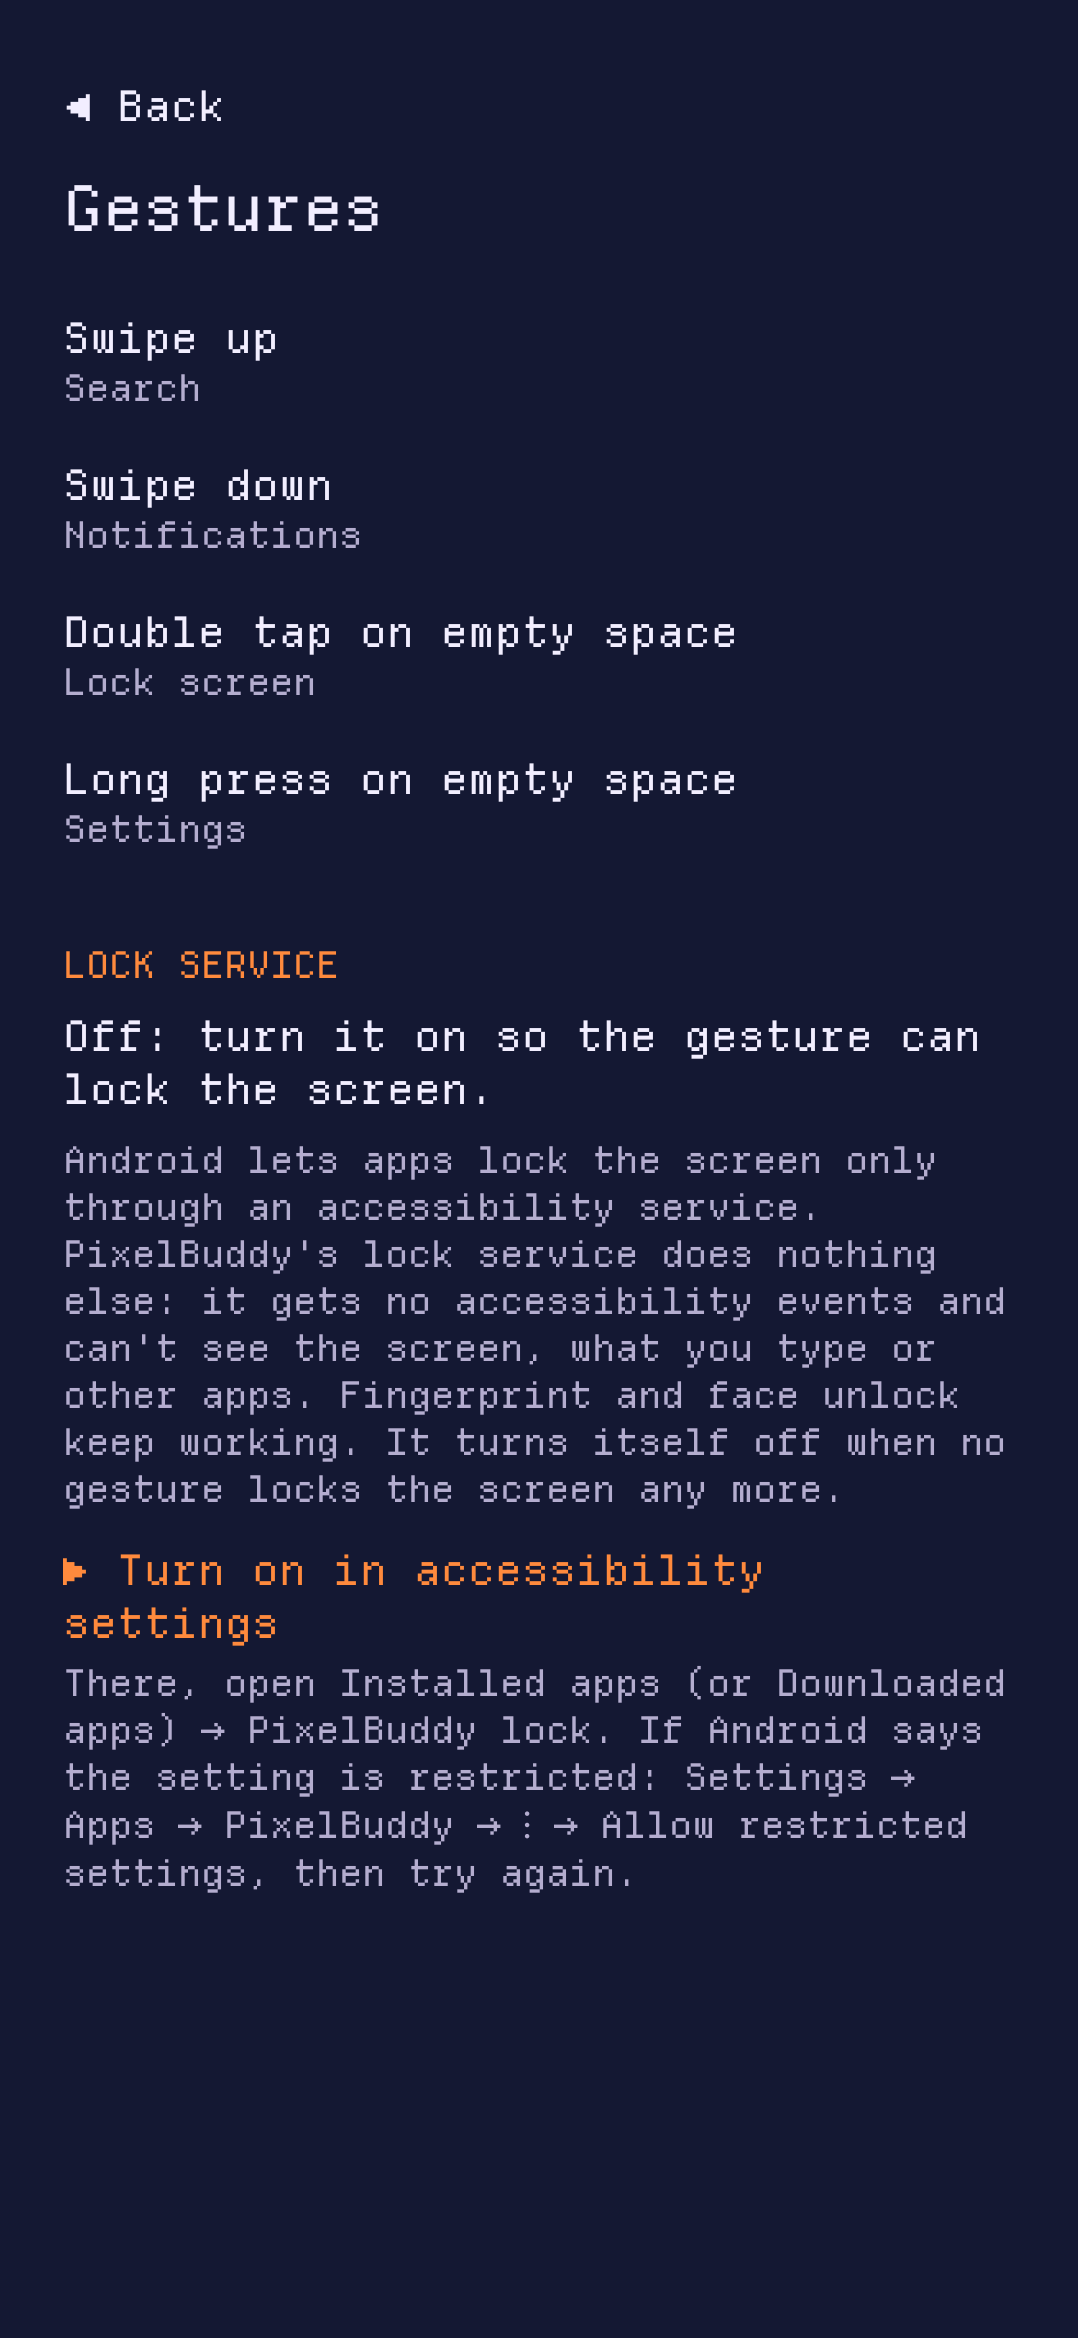 ◀ Back
Gestures
Swipe up
Search
Swipe down
Notifications
Double tap on empty space
Lock screen
Long press on empty space
Settings
LOCK SERVICE
Off: turn it on so the gesture can
lock the screen.
Android lets apps lock the screen only
through an accessibility service.
PixelBuddy's lock service does nothing
else: it gets no accessibility events and
can't see the screen, what you type or
other apps. Fingerprint and face unlock
keep working. It turns itself off when no
gesture locks the screen any more.
▶ Turn on in accessibility
settings
There, open Installed apps (or Downloaded
apps) → PixelBuddy lock. If Android says
the setting is restricted: Settings →
Apps → PixelBuddy → ⋮ → Allow restricted
settings, then try again.